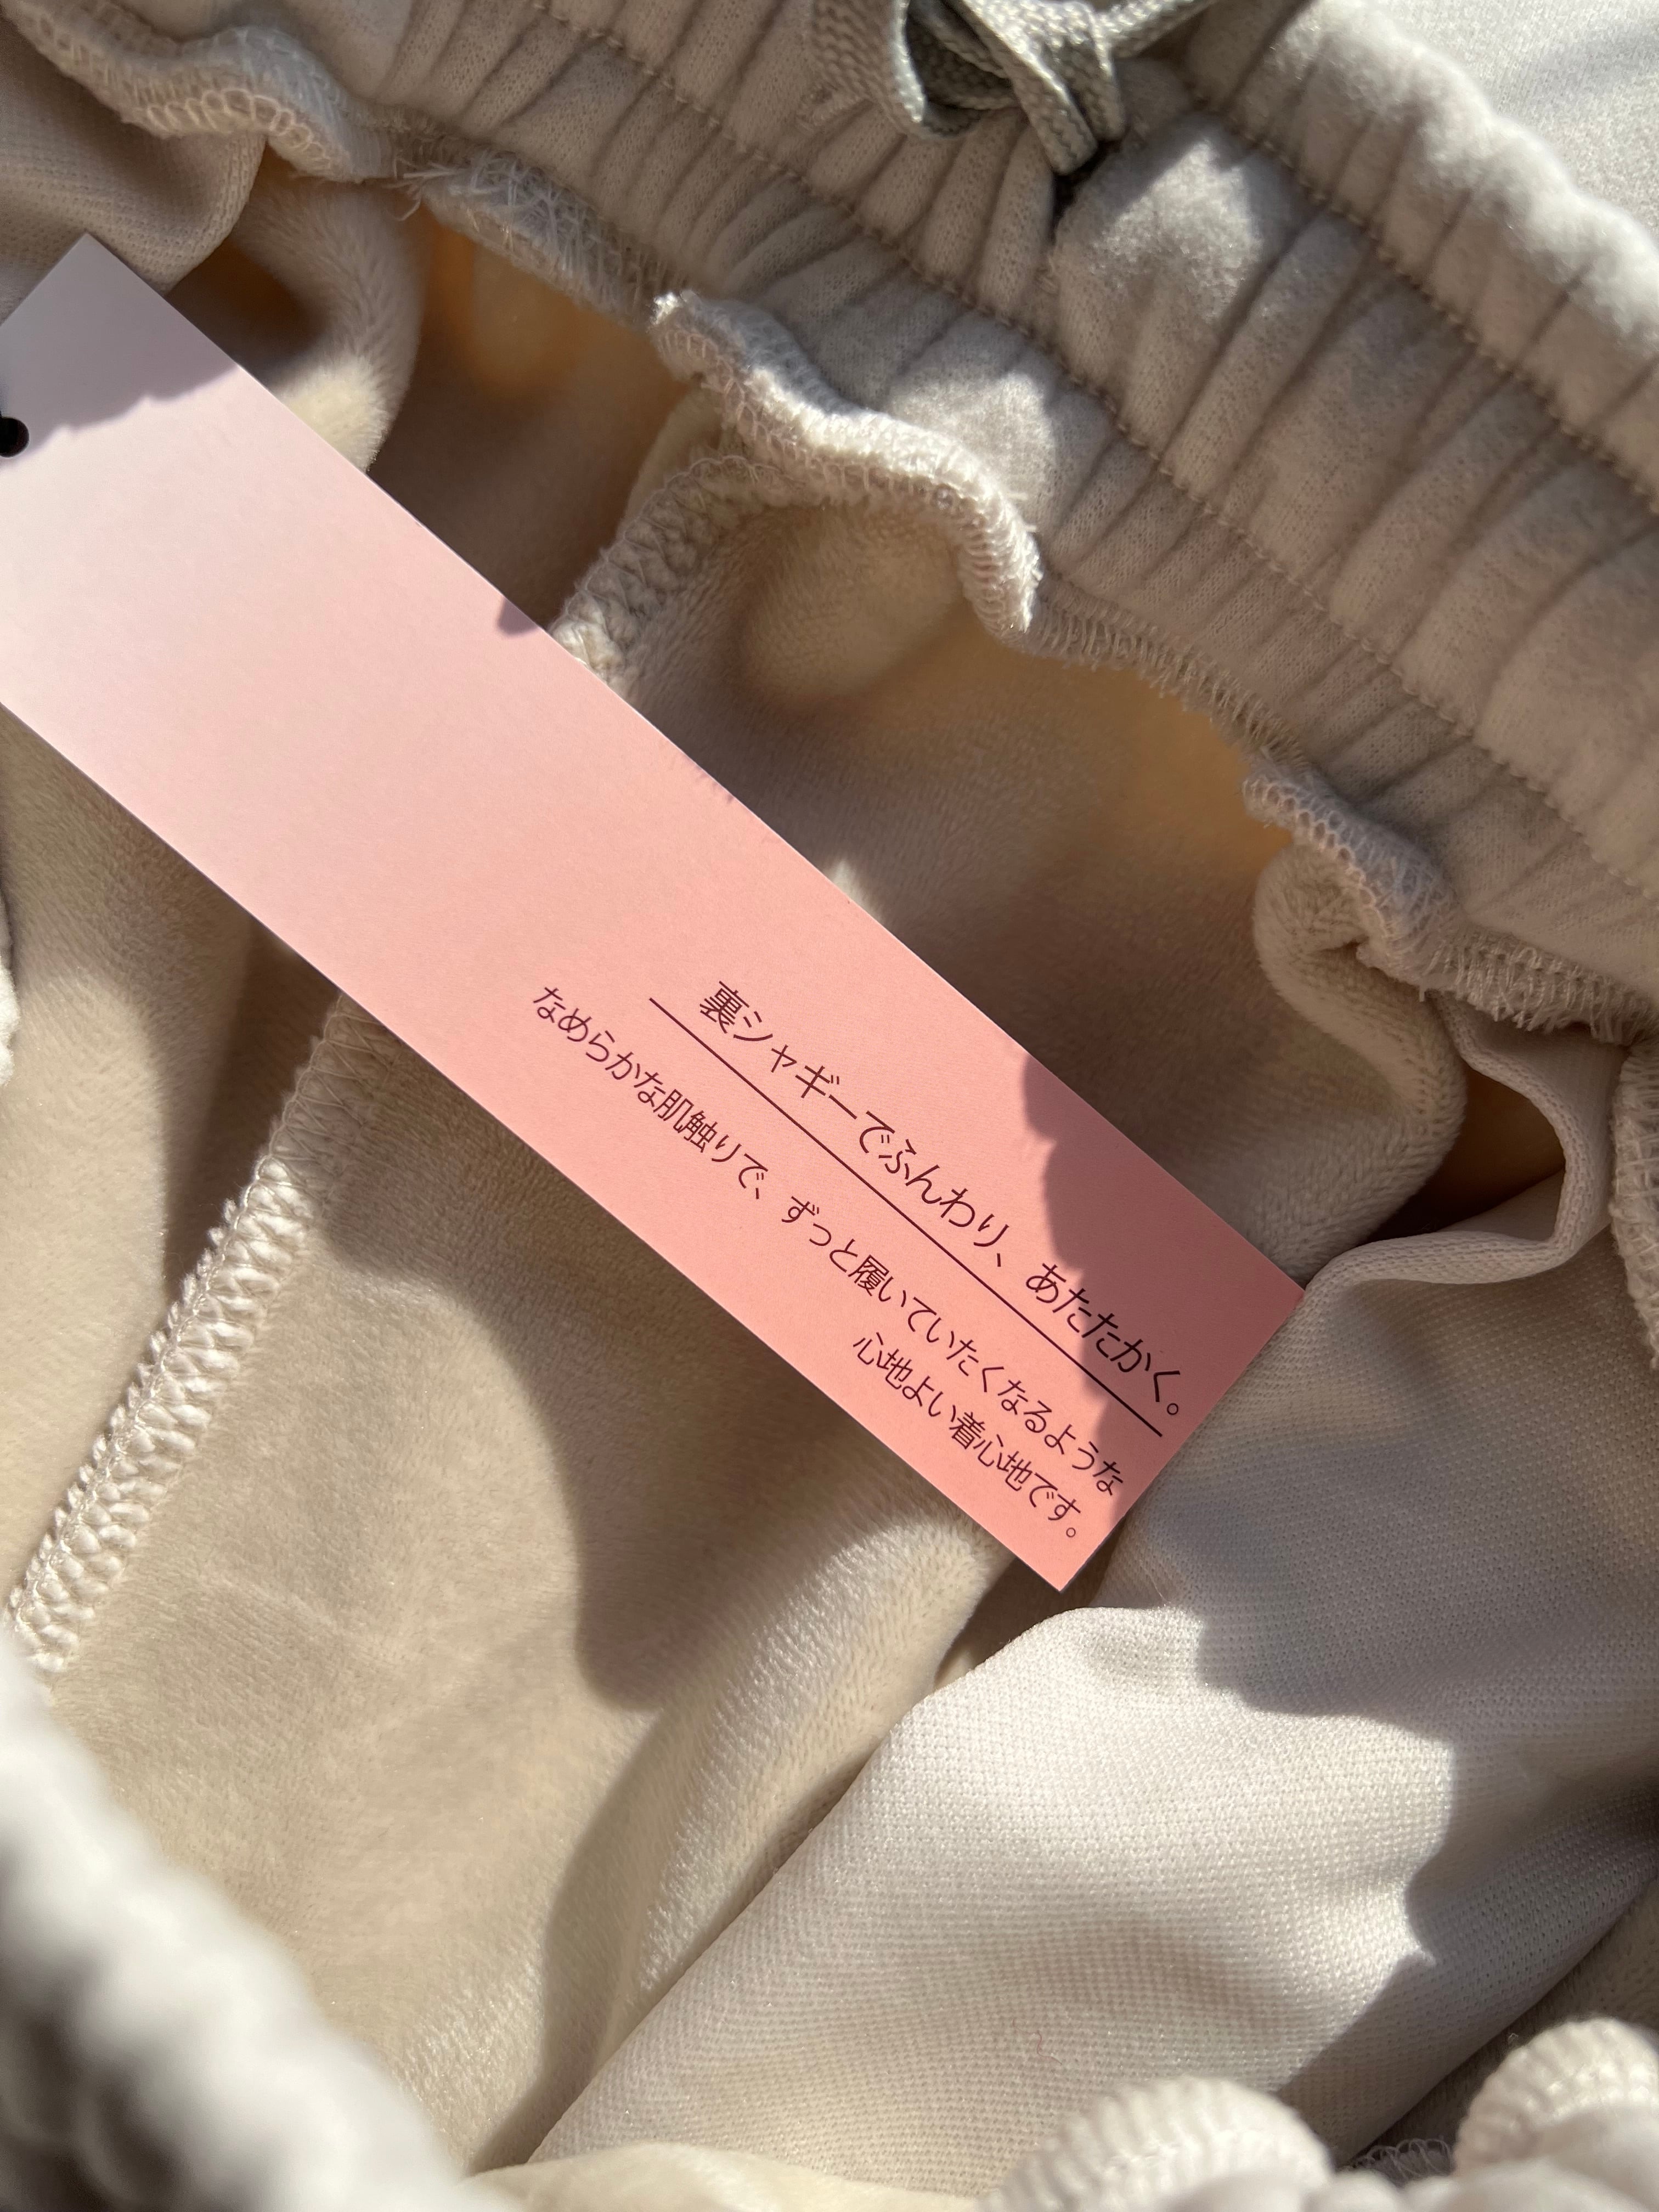 裏シャギーでふんわり、あたたかく。
なめらかな肌触りで、ずっと履いていたくなるような
心地よい着心地です。